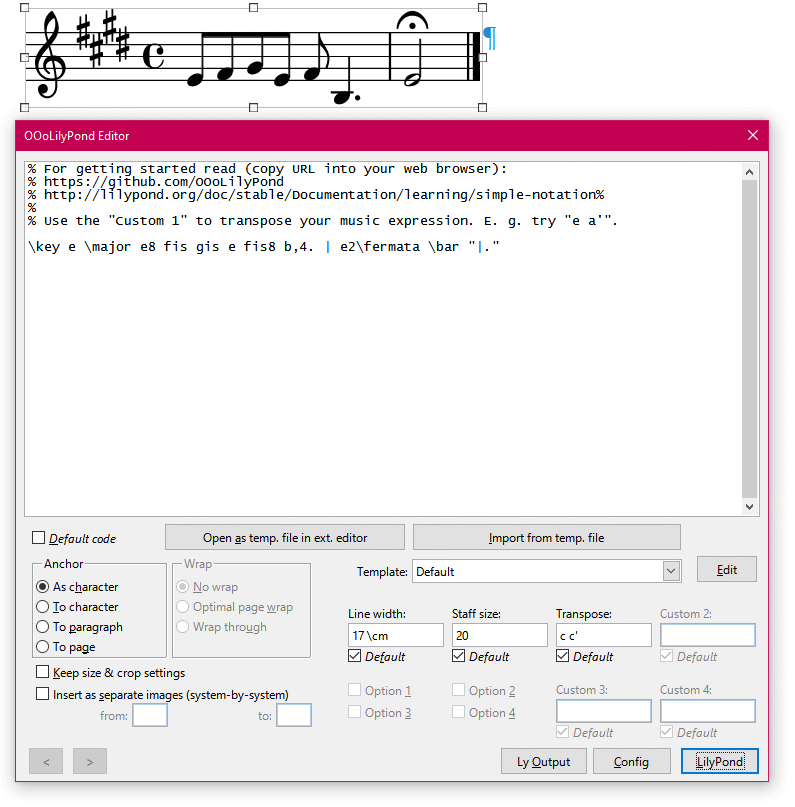 ¶
OOoLilyPond Editor
% For getting started read (copy URL into your web browser):
% https://github.com/OOoLilyPond
% http://lilypond.org/doc/stable/Documentation/learning/simple-notation%
%
% Use the "Custom 1" to transpose your music expression. E. g. try "e a'".
\key e \major e8 fis gis e fis8 b,4. | e2\fermata \bar "|."
Default code
Open as temp. file in ext. editor
Import from temp. file
Anchor
As character
To character
To paragraph
To page
Wrap
No wrap
Optimal page wrap
Wrap through
Template: Default
Edit
Line width: Staff size: Transpose: Custom 2:
17 \cm 20 c c'
Default Default Default Default
Keep size & crop settings
Insert as separate images (system-by-system)
from: to:
Option 1 Option 2 Custom 3: Custom 4:
Option 3 Option 4
Default Default
< >
Ly Output Config LilyPond